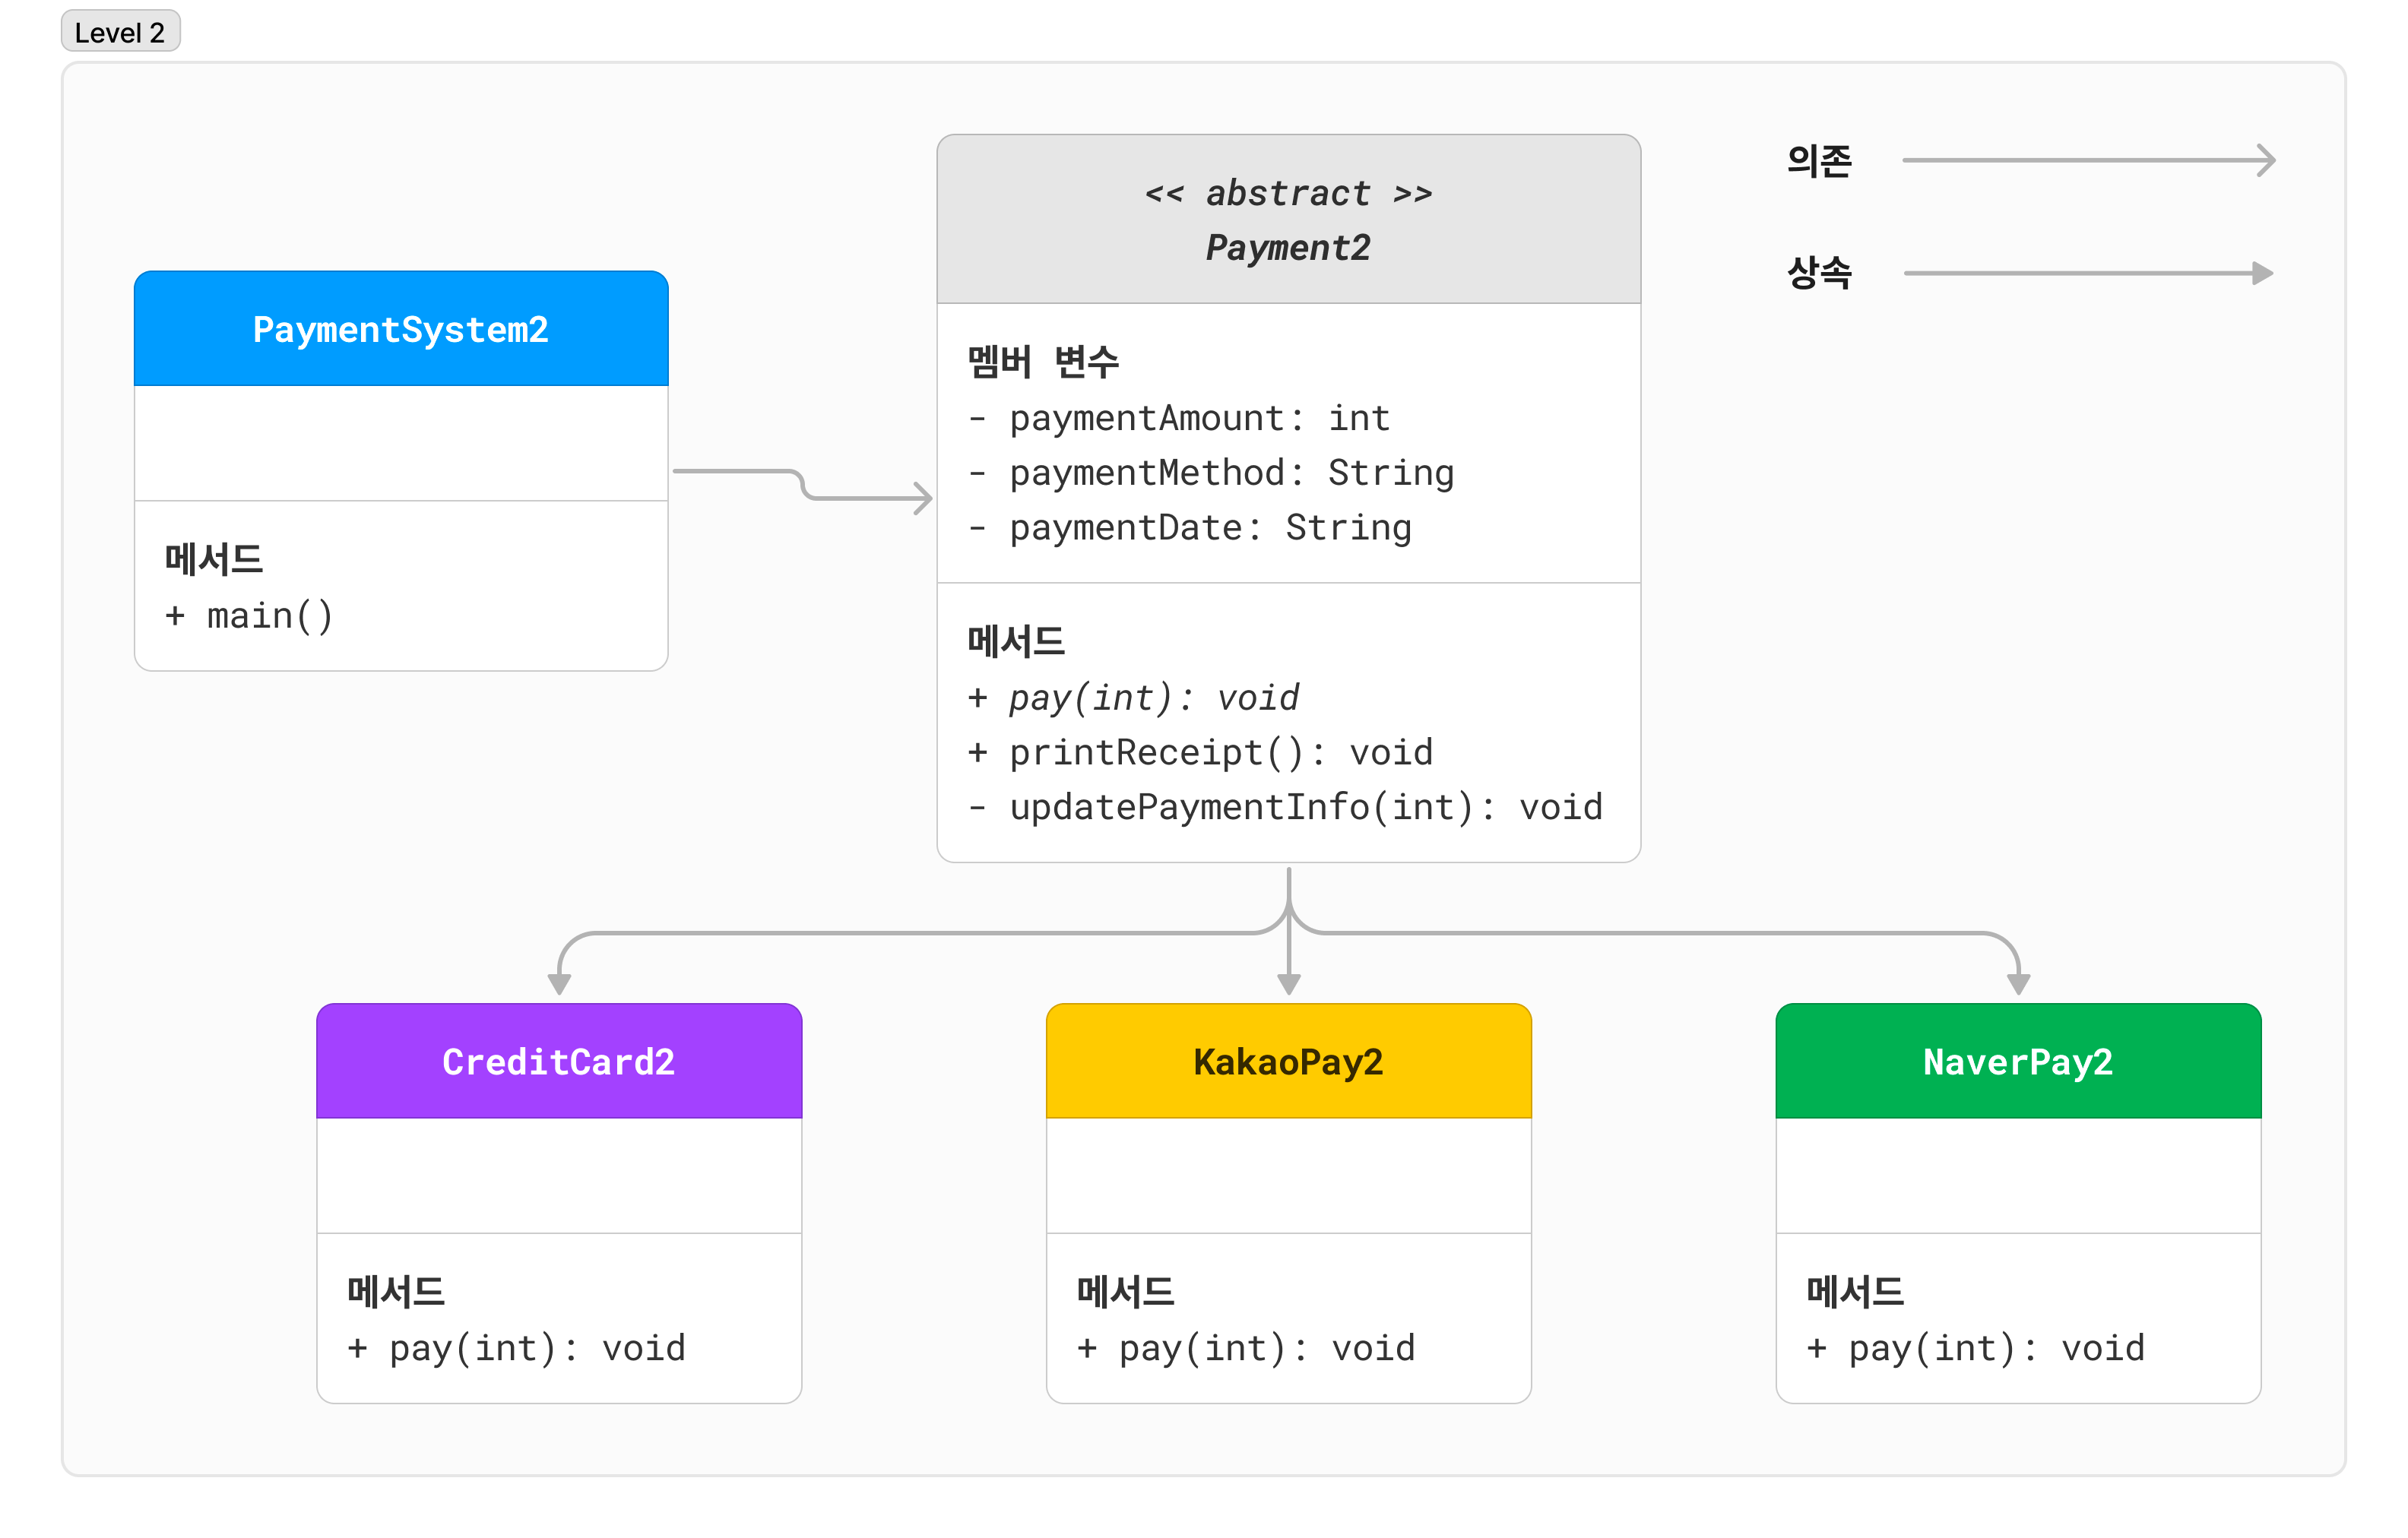 Level 2
<< abstract >>
Payment2
멤버 변수
- paymentAmount: int
- paymentMethod: String
- paymentDate: String
메서드
+ pay(int): void
+ printReceipt(): void
- updatePaymentInfo(int): void
의존
상속
PaymentSystem2
메서드
+ main()
CreditCard2
메서드
+ pay(int): void
KakaoPay2
메서드
+ pay(int): void
NaverPay2
메서드
+ pay(int): void